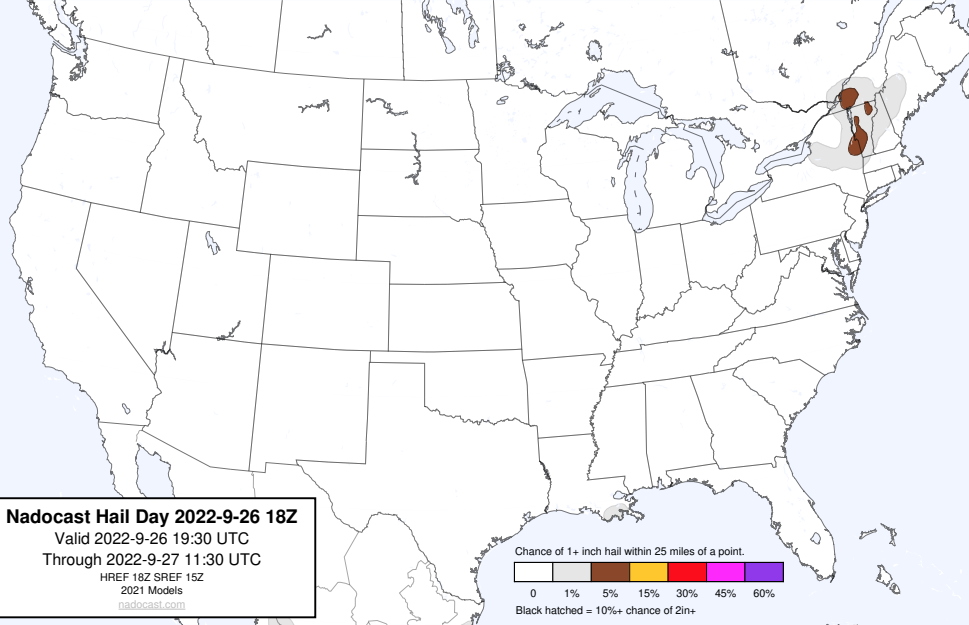 Nadocast Hail Day 2022-9-26 18Z
Valid 2022-9-26 19:30 UTC
Through 2022-9-27 11:30 UTC
HREF 18Z SREF 15Z
2021 Models
nadocast.com
Chance of 1+ inch hail within 25 miles of a point.
0 1% 5% 15% 30% 45% 60%
Black hatched = 10%+ chance of 2in+